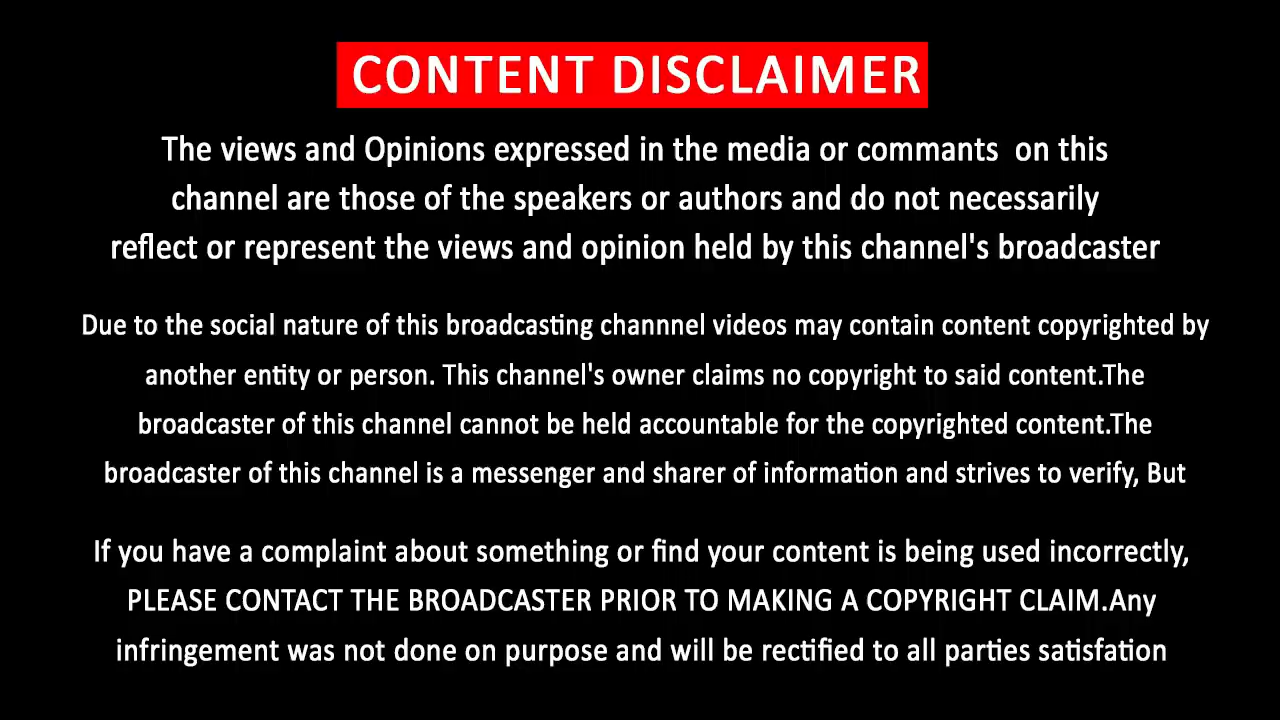 CONTENT DISCLAIMER
The views and Opinions expressed in the media or commants  on this
channel are those of the speakers or authors and do not necessarily
reflect or represent the views and opinion held by this channel's broadcaster
Due to the social nature of this broadcasting channnel videos may contain content copyrighted by
another entity or person. This channel's owner claims no copyright to said content.The
broadcaster of this channel cannot be held accountable for the copyrighted content.The
broadcaster of this channel is a messenger and sharer of information and strives to verify, But
If you have a complaint about something or find your content is being used incorrectly,
PLEASE CONTACT THE BROADCASTER PRIOR TO MAKING A COPYRIGHT CLAIM.Any
infringement was not done on purpose and will be rectified to all parties satisfation